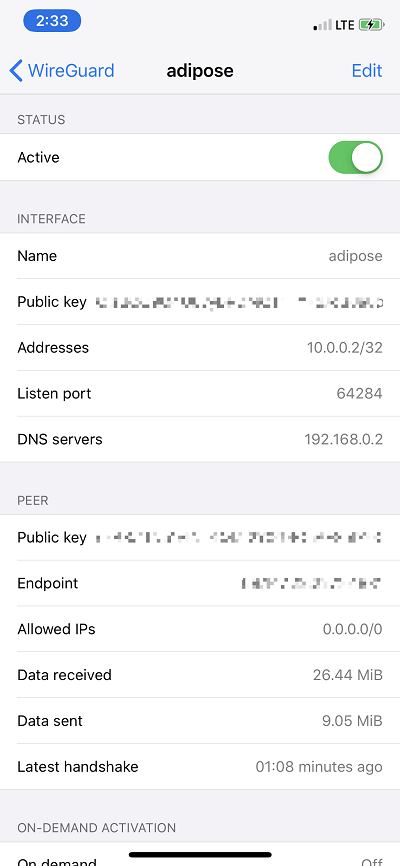 2:33 LTE
WireGuard adipose Edit
STATUS
Active
INTERFACE
Name adipose
Public key
Addresses 10.0.0.2/32
Listen port 64284
DNS servers 192.168.0.2
PEER
Public key
Endpoint
Allowed IPs 0.0.0.0/0
Data received 26.44 MiB
Data sent 9.05 MiB
Latest handshake 01:08 minutes ago
ON-DEMAND ACTIVATION
On demand Off